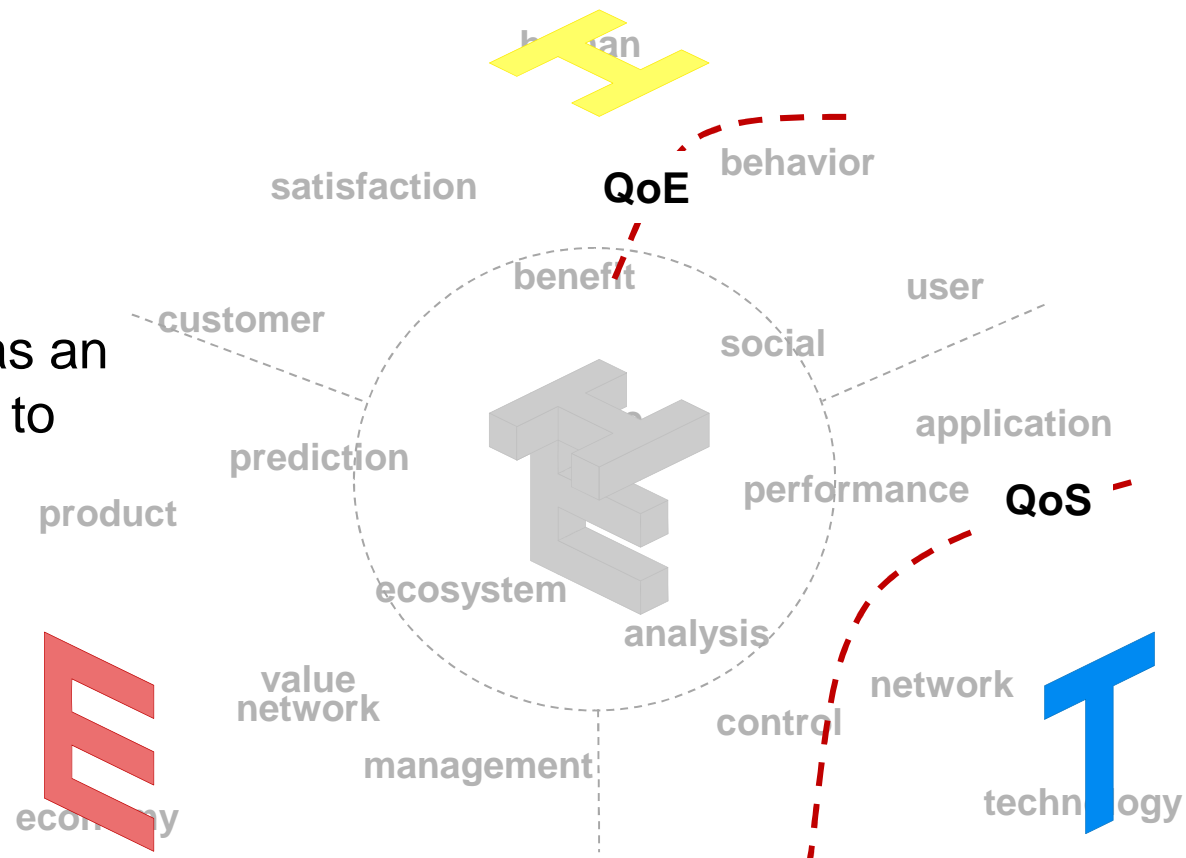 H
human
behavior
satisfaction
QoE
benefit
user
customer
social
as an
to
application
prediction
performance
QoS
product
ecosystem
analysis
value
network
network
control
management
E
T
economy
technology